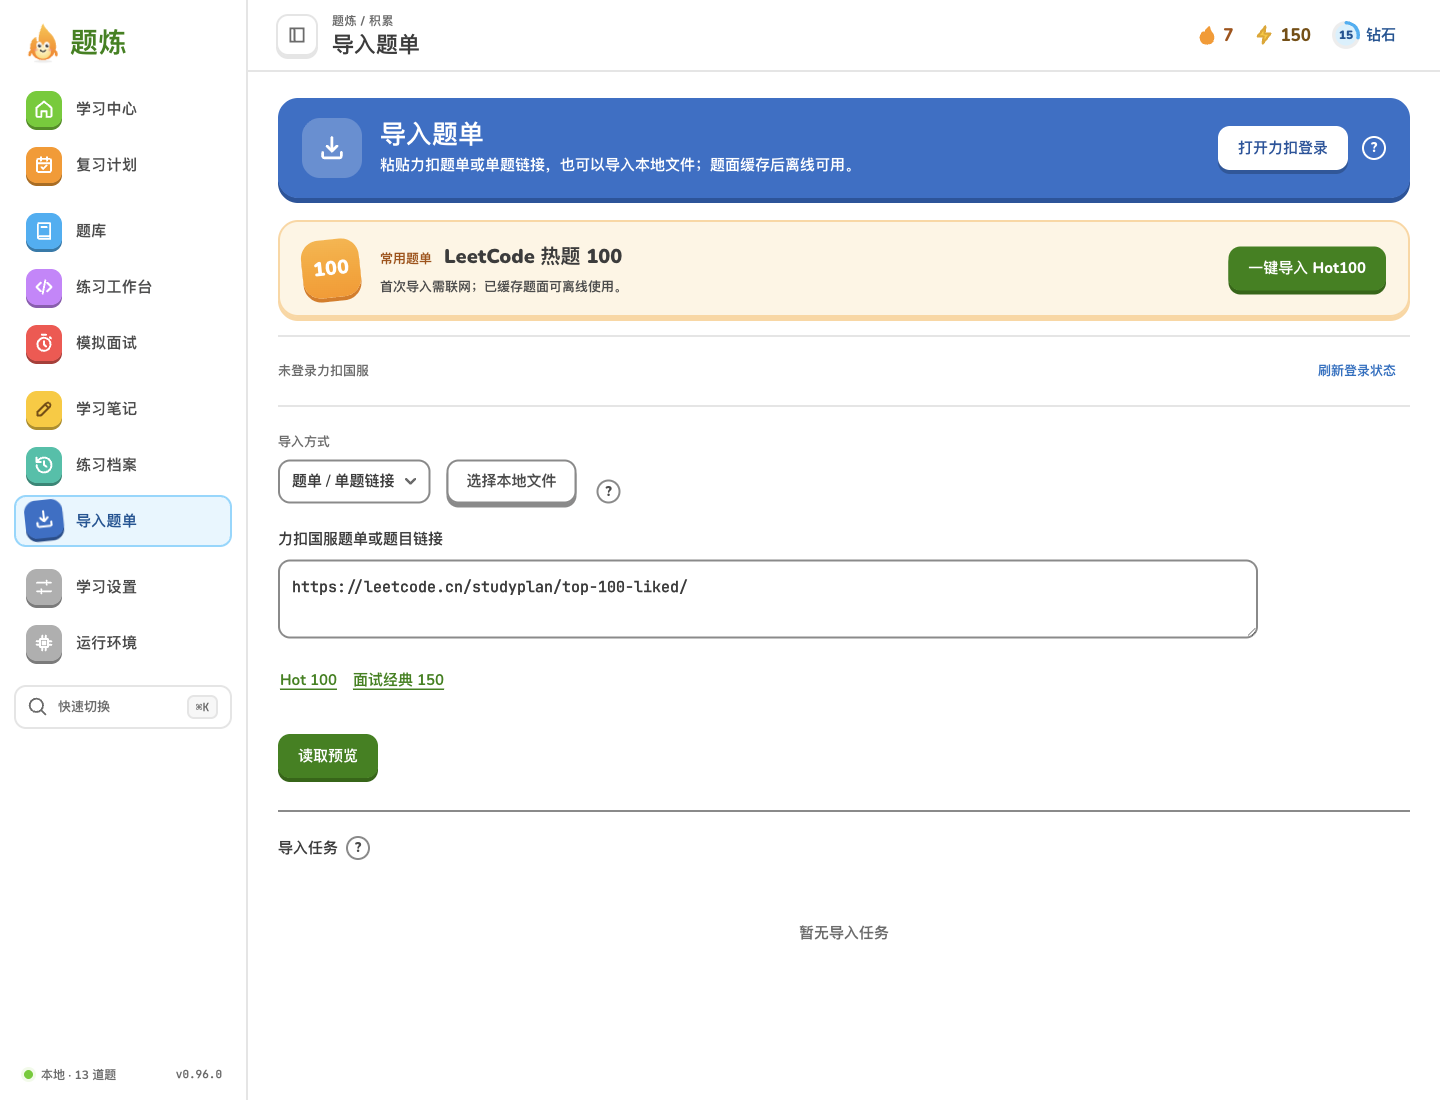 题炼
学习中心
复习计划
题库
练习工作台
模拟面试
学习笔记
练习档案
导入题单
学习设置
运行环境
快速切换 ⌘K
本地 · 13 道题 v0.96.0
题炼 / 积累
导入题单
7 150 15 钻石
导入题单
粘贴力扣题单或单题链接，也可以导入本地文件；题面缓存后离线可用。
打开力扣登录 ?
100
常用题单 LeetCode 热题 100
首次导入需联网；已缓存题面可离线使用。
一键导入 Hot100
未登录力扣国服 刷新登录状态
导入方式
题单 / 单题链接 选择本地文件 ?
力扣国服题单或题目链接
https://leetcode.cn/studyplan/top-100-liked/
Hot 100 面试经典 150
读取预览
导入任务 ?
暂无导入任务